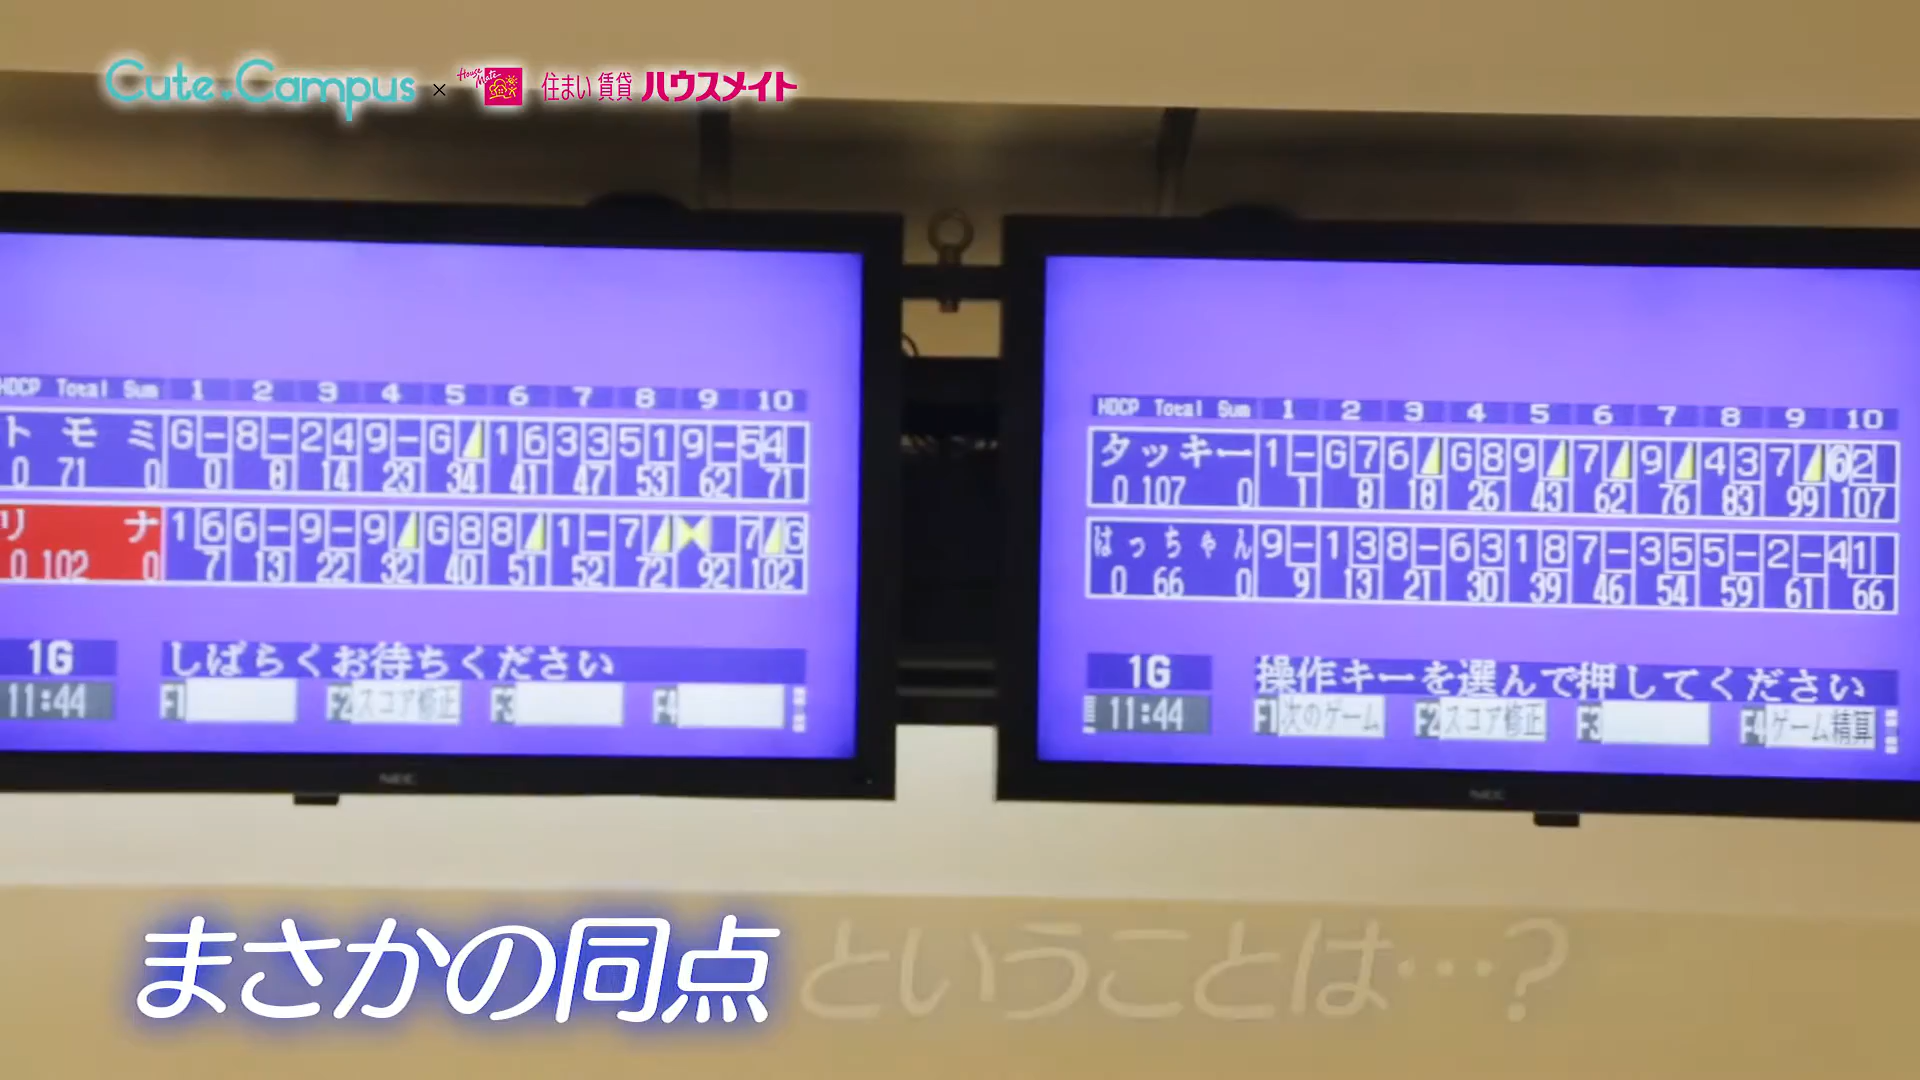 Cute.Campus × House Mate 住まい 賃貸 ハウスメイト
HDCP Total Sum 1 2 3 4 5 6 7 8 9 10
トモミ G - 8 - 2 4 9 - G 1 6 3 3 5 1 9 - 5 4
0 71 0 0 8 14 23 34 41 47 53 62 71
リナ 1 6 6 - 9 - 9 G 8 8 1 - 7 7 G
0 102 0 7 13 22 32 40 51 52 72 92 102
1G しばらくお待ちください
11:44 F1 F2 スコア修正 F3 F4
NEC
HDCP Total Sum 1 2 3 4 5 6 7 8 9 10
タッキー 1 - G 7 6 G 8 9 7 9 4 3 7 6 2
0 107 0 1 8 18 26 43 62 76 83 99 107
はっちゃん 9 - 1 3 8 - 6 3 1 8 7 - 3 5 5 - 2 - 4 1
0 66 0 9 13 21 30 39 46 54 59 61 66
1G 操作キーを選んで押してください
11:44 F1 次のゲーム F2 スコア修正 F3 F4 ゲーム精算
NEC
まさかの同点ということは…?